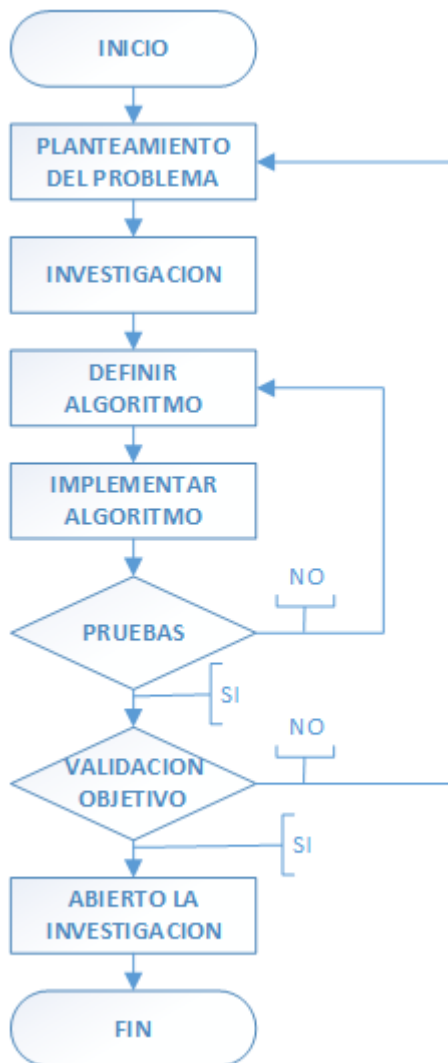 INICIO
PLANTEAMIENTO
DEL PROBLEMA
INVESTIGACION
DEFINIR
ALGORITMO
IMPLEMENTAR
ALGORITMO
NO
PRUEBAS
SI
NO
VALIDACION
OBJETIVO
SI
ABIERTO LA
INVESTIGACION
FIN